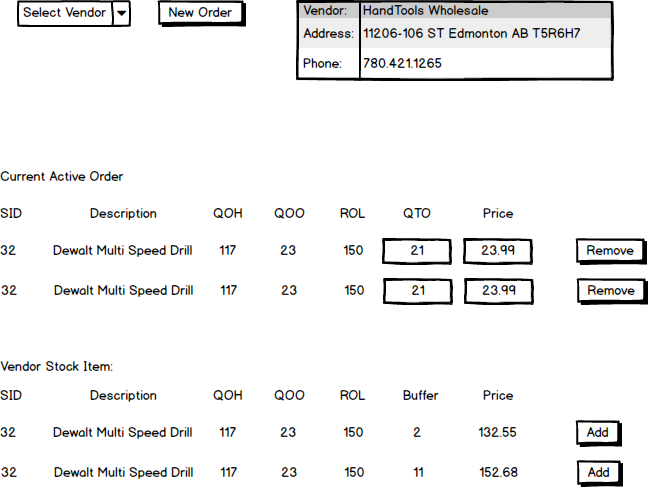 Select Vendor New Order
Vendor: HandTools Wholesale
Address: 11206-106 ST Edmonton AB T5R6H7
Phone: 780.421.1265
Current Active Order
SID Description QOH QOO ROL QTO Price
32 Dewalt Multi Speed Drill 117 23 150 21 23.99 Remove
32 Dewalt Multi Speed Drill 117 23 150 21 23.99 Remove
Vendor Stock Item:
SID Description QOH QOO ROL Buffer Price
32 Dewalt Multi Speed Drill 117 23 150 2 132.55 Add
32 Dewalt Multi Speed Drill 117 23 150 11 152.68 Add